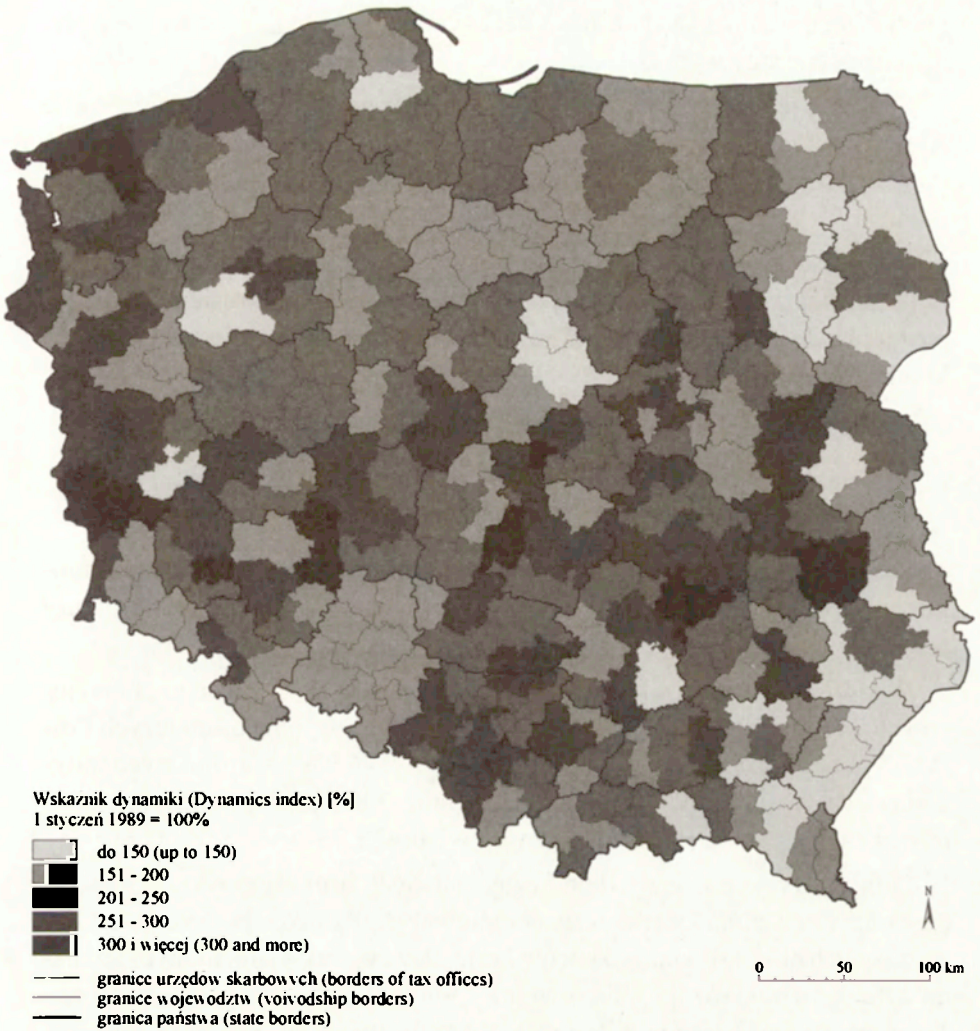 Wskaznik dynamiki (Dynamics index) [%]
1 styczeń 1989 = 100%
do 150 (up to 150)
151 - 200
201 - 250
251 - 300
300 i więcej (300 and more)
granice urzędów skarbowych (borders of tax offices)
granice wojewodztw (voivodship borders)
granica państwa (state borders)
N
0 50 100 km